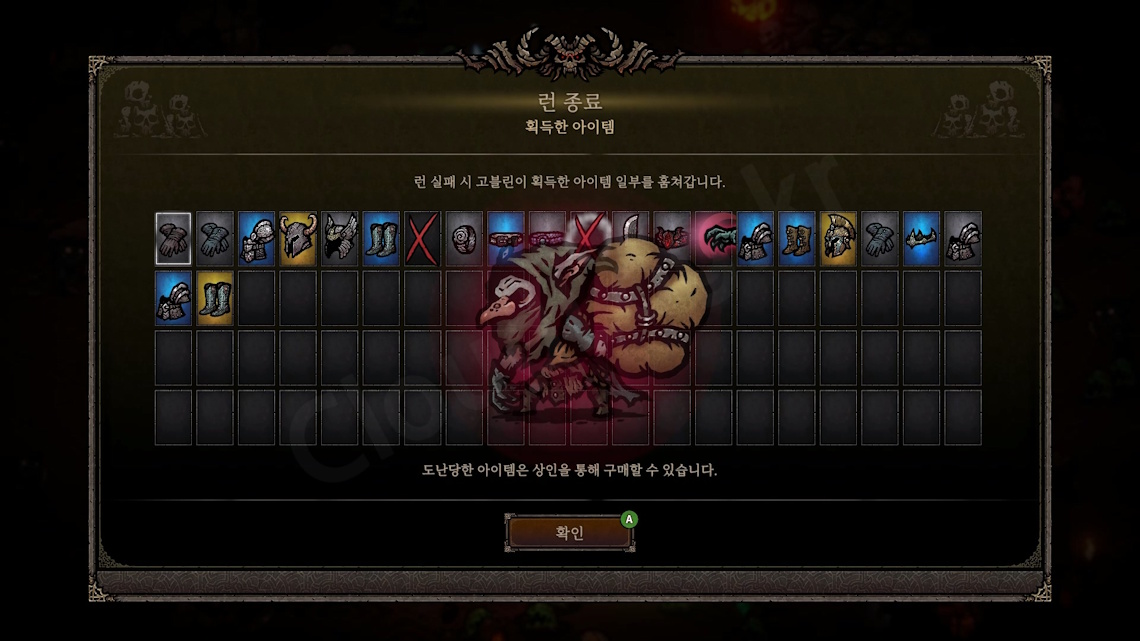 런 종료
획득한 아이템
런 실패 시 고블린이 획득한 아이템 일부를 훔쳐갑니다.
도난당한 아이템은 상인을 통해 구매할 수 있습니다.
확인
A